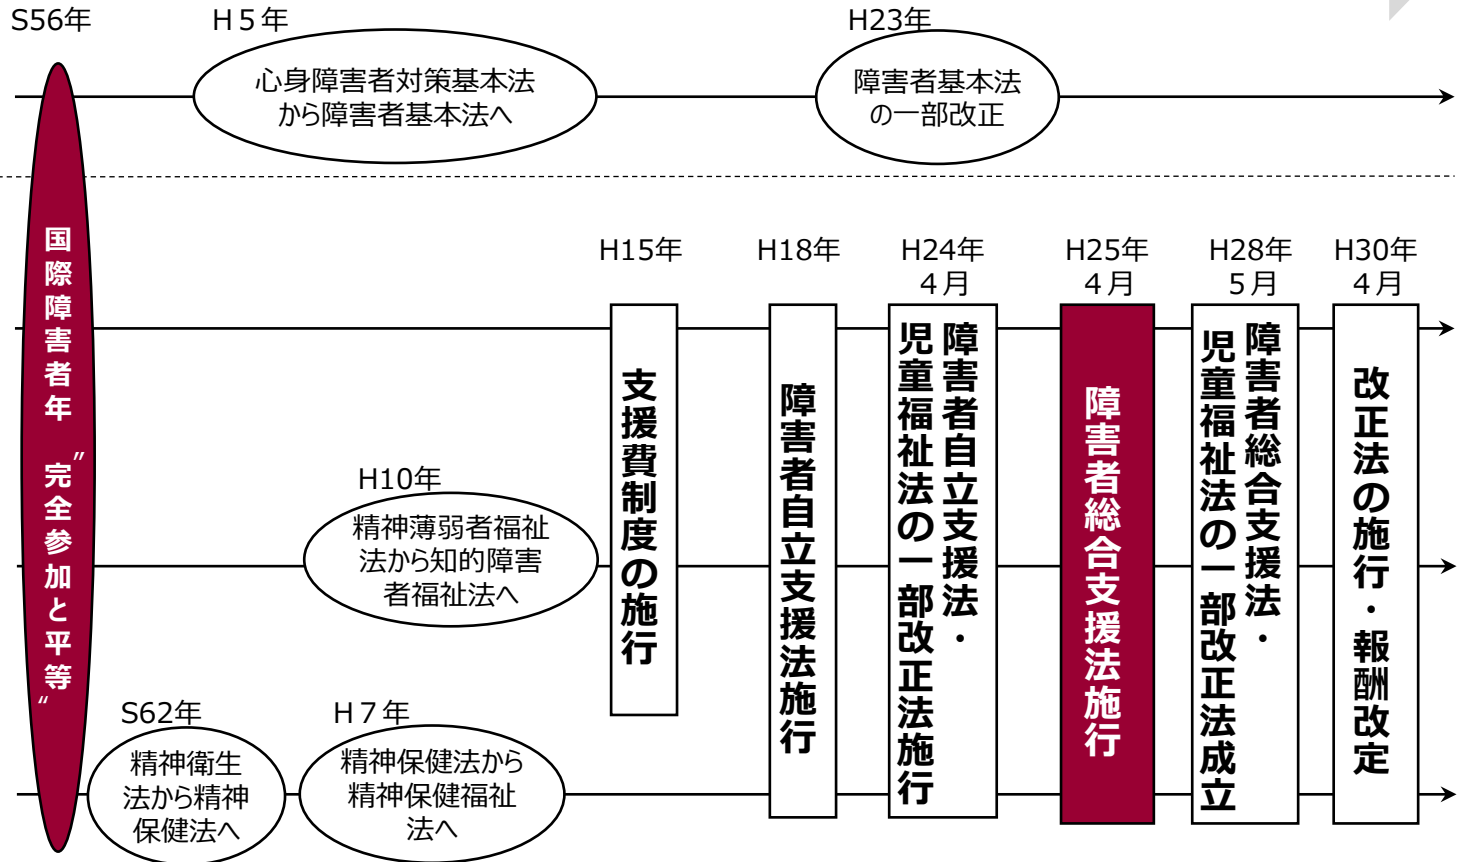 S56年
H５年
H23年
心身障害者対策基本法
から障害者基本法へ
障害者基本法
の一部改正
国際障害者年 〝完全参加と平等〟
H15年
H18年
H24年
４月
H25年
４月
H28年
５月
H30年
４月
支援費制度の施行
障害者自立支援法施行
障害者自立支援法・
児童福祉法の一部改正法施行
障害者総合支援法施行
障害者総合支援法・
児童福祉法の一部改正法成立
改正法の施行・報酬改定
H10年
精神薄弱者福祉
法から知的障害
者福祉法へ
S62年
H７年
精神衛生
法から精神
保健法へ
精神保健法から
精神保健福祉
法へ